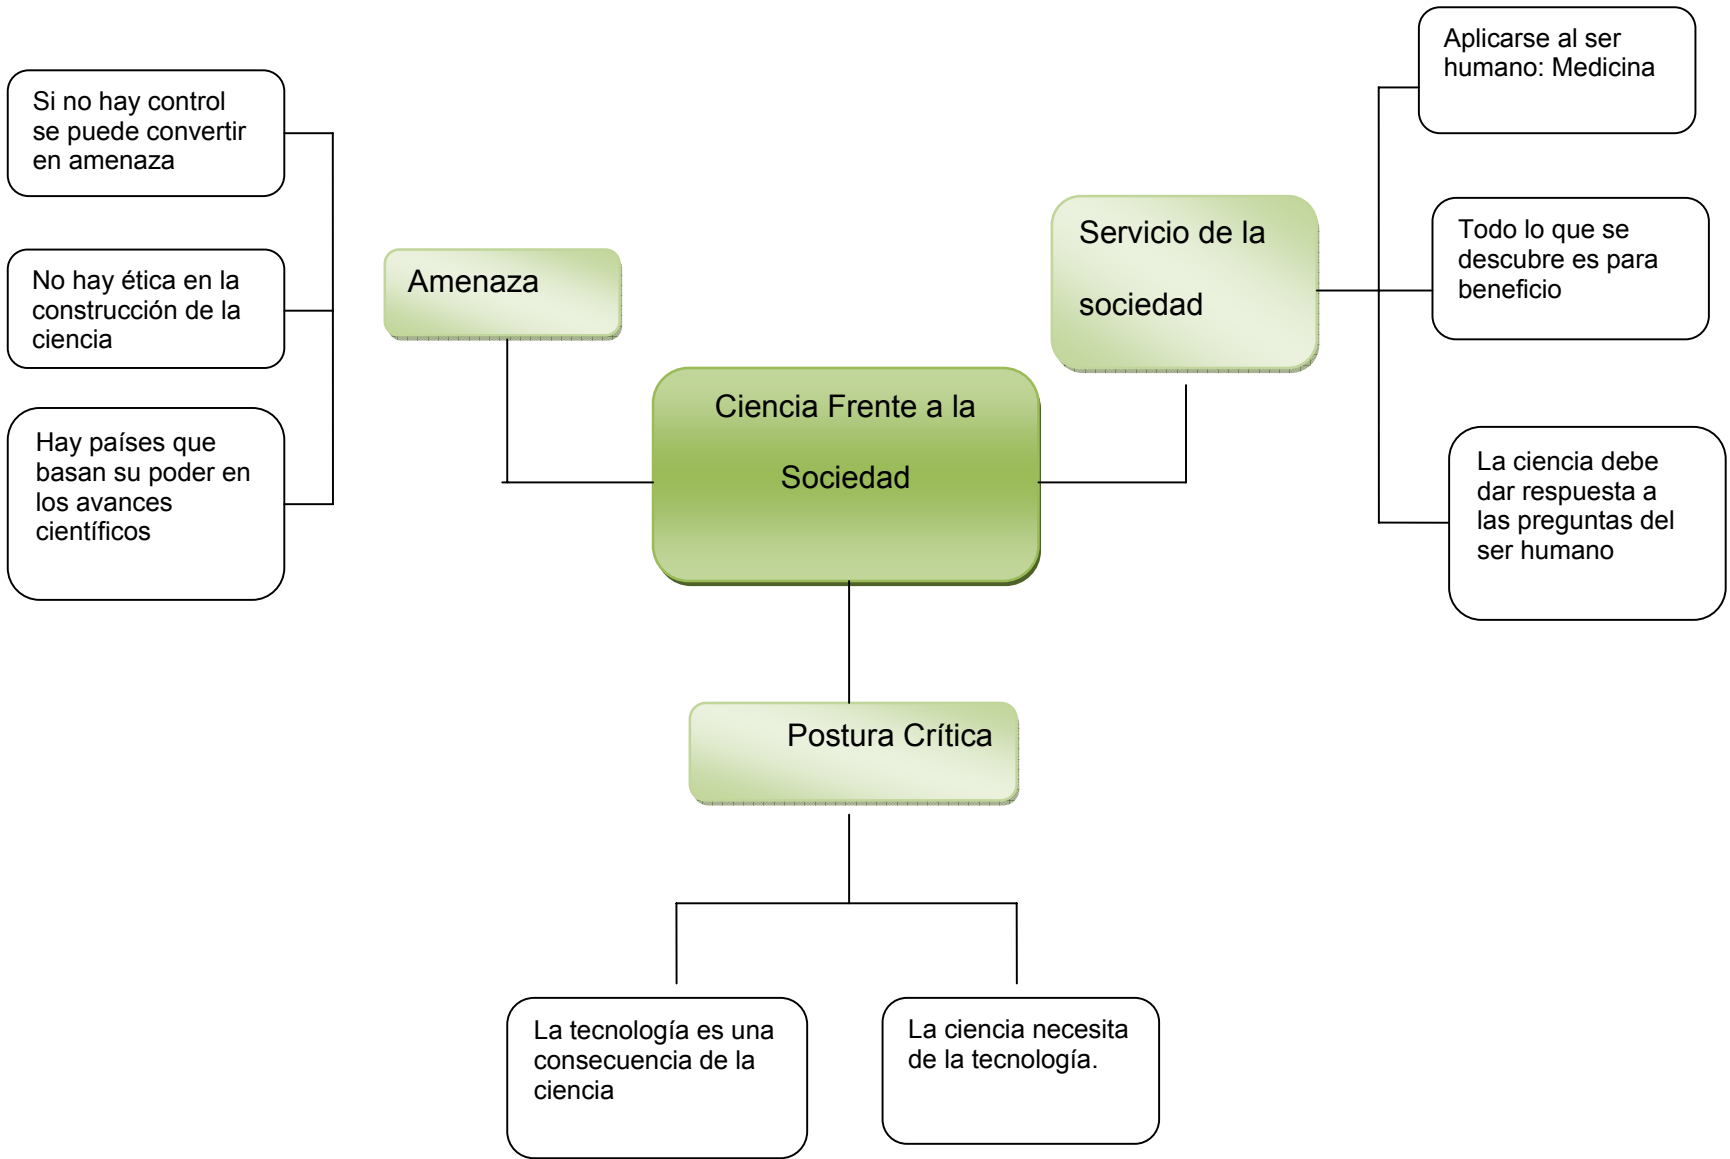 Aplicarse al ser
humano: Medicina
Si no hay control
se puede convertir
en amenaza
Servicio de la
sociedad
Todo lo que se
descubre es para
beneficio
Amenaza
No hay ética en la
construcción de la
ciencia
Ciencia Frente a la
Sociedad
Hay países que
basan su poder en
los avances
científicos
La ciencia debe
dar respuesta a
las preguntas del
ser humano
Postura Crítica
La tecnología es una
consecuencia de la
ciencia
La ciencia necesita
de la tecnología.